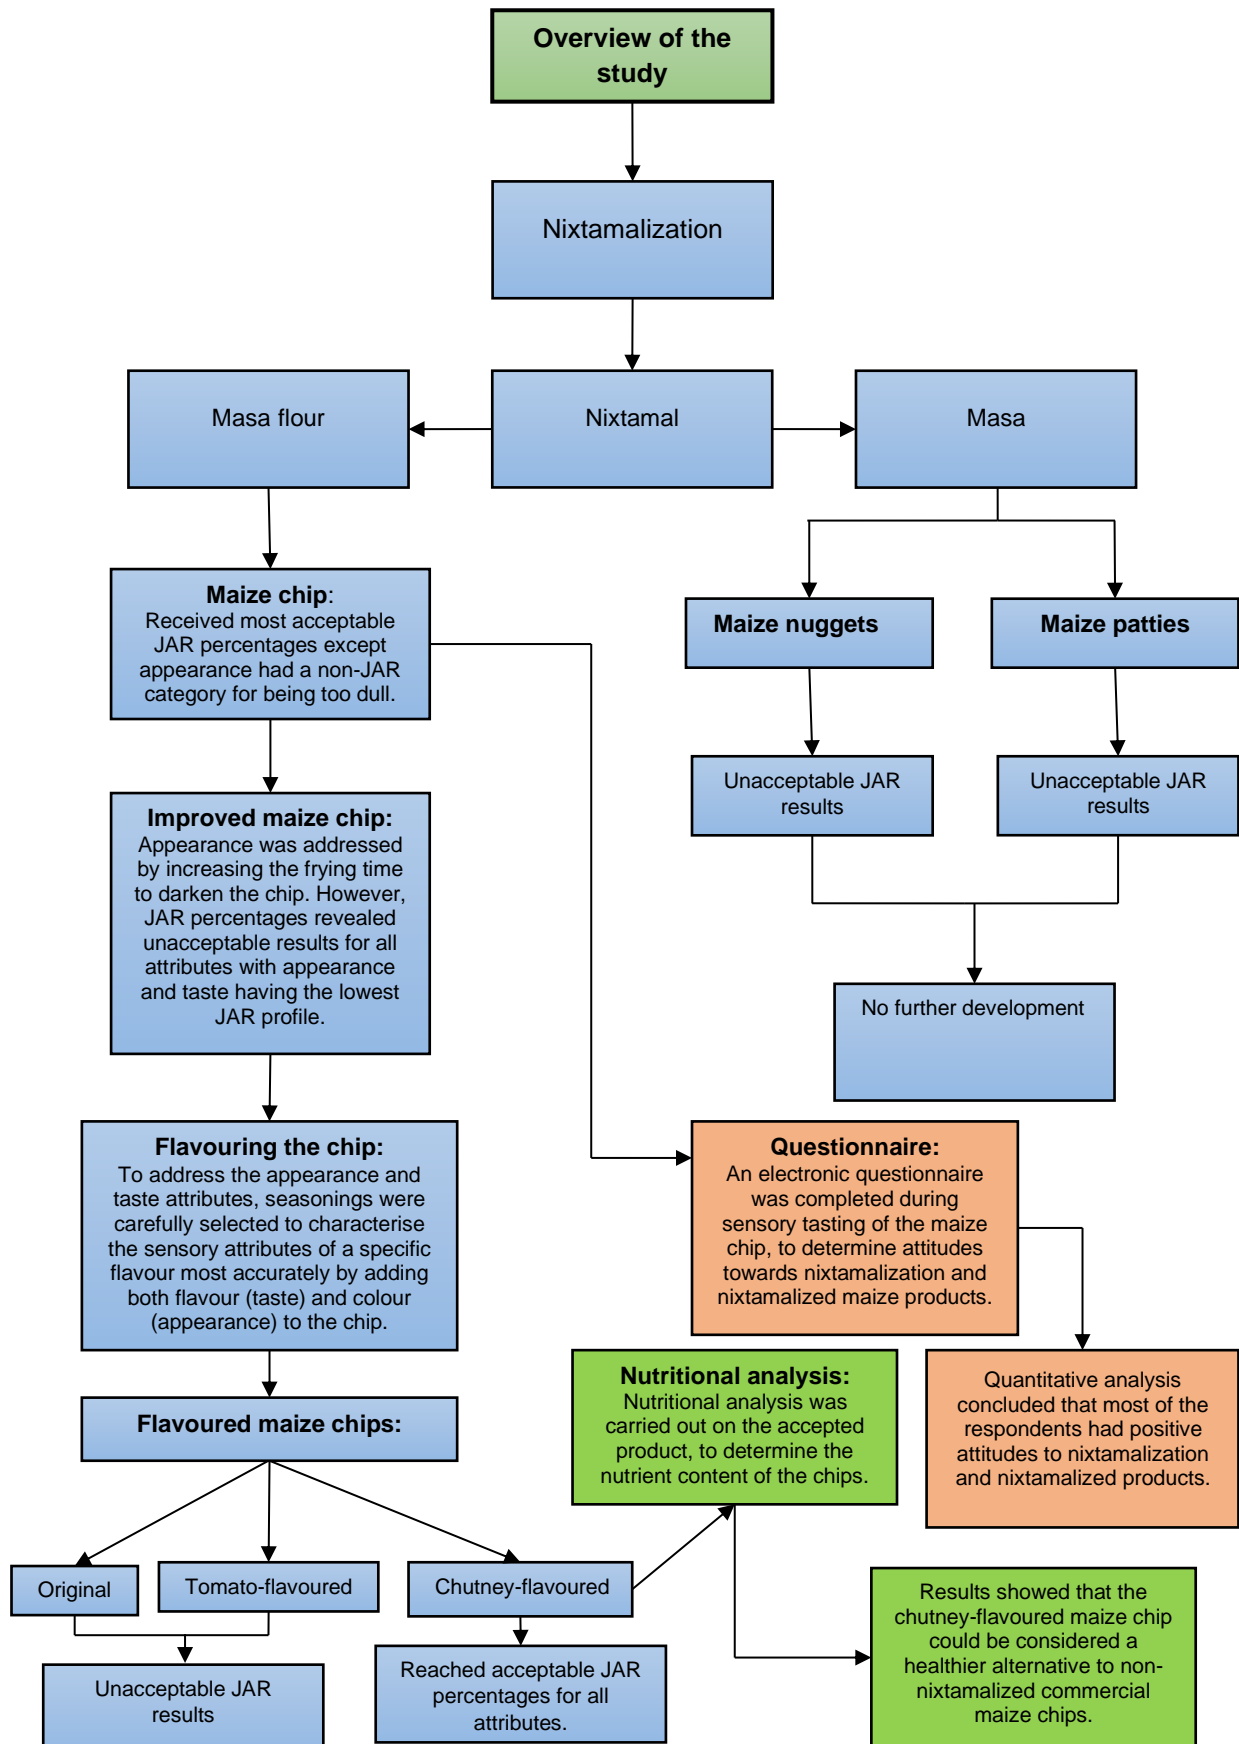 Overview of the
study
Nixtamalization
Masa flour
Nixtamal
Masa
Maize chip:
Received most acceptable
JAR percentages except
appearance had a non-JAR
category for being too dull.
Maize nuggets
Maize patties
Unacceptable JAR
results
Unacceptable JAR
results
Improved maize chip:
Appearance was addressed
by increasing the frying time
to darken the chip. However,
JAR percentages revealed
unacceptable results for all
attributes with appearance
and taste having the lowest
JAR profile.
No further development
Flavouring the chip:
To address the appearance and
taste attributes, seasonings were
carefully selected to characterise
the sensory attributes of a specific
flavour most accurately by adding
both flavour (taste) and colour
(appearance) to the chip.
Questionnaire:
An electronic questionnaire
was completed during
sensory tasting of the maize
chip, to determine attitudes
towards nixtamalization and
nixtamalized maize products.
Nutritional analysis:
Nutritional analysis was
carried out on the accepted
product, to determine the
nutrient content of the chips.
Quantitative analysis
concluded that most of the
respondents had positive
attitudes to nixtamalization
and nixtamalized products.
Flavoured maize chips:
Original
Tomato-flavoured
Chutney-flavoured
Unacceptable JAR
results
Reached acceptable JAR
percentages for all
attributes.
Results showed that the
chutney-flavoured maize chip
could be considered a
healthier alternative to non-
nixtamalized commercial
maize chips.